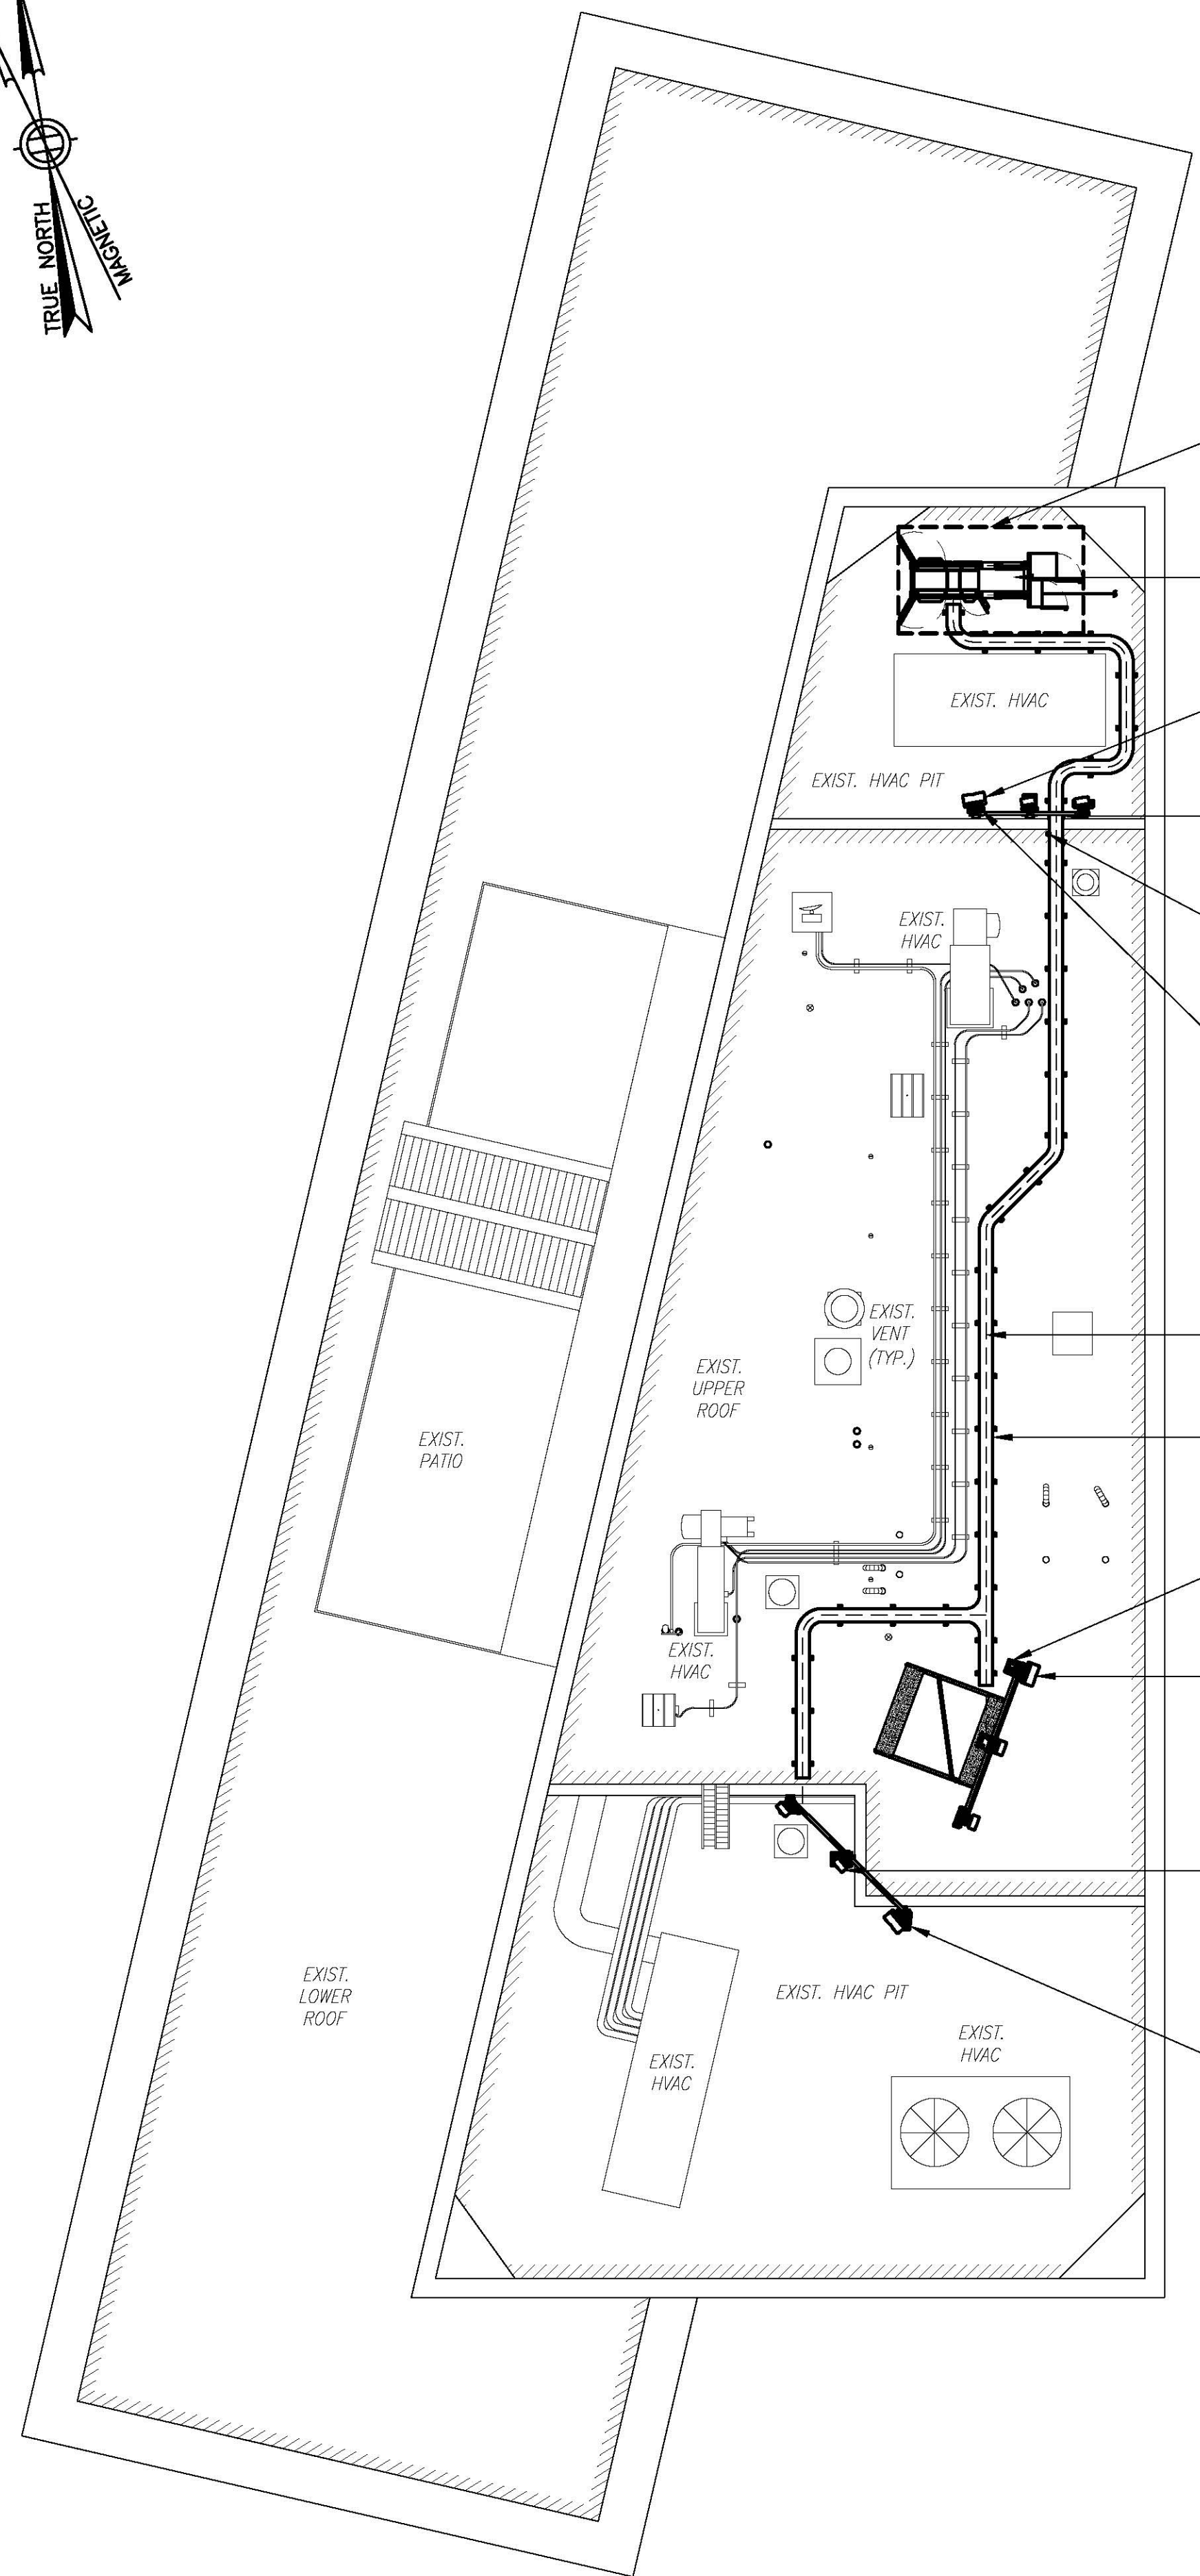 TRUE NORTH
MAGNETIC
EXIST. HVAC
EXIST. HVAC PIT
EXIST.
HVAC
EXIST.
VENT
(TYP.)
EXIST.
UPPER
ROOF
EXIST.
PATIO
EXIST.
HVAC
EXIST.
LOWER
ROOF
EXIST. HVAC PIT
EXIST.
HVAC
EXIST.
HVAC